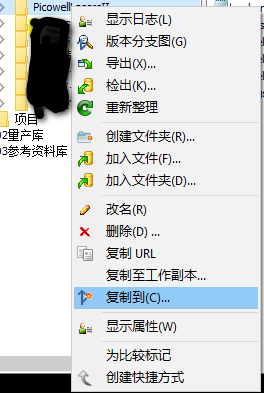 显示日志(L)
版本分支图(G)
导出(X)...
检出(K)...
重新整理
项目
创建文件夹(R)...
2量产库
加入文件(F)...
3参考资料库
加入文件夹(D)...
改名(R)
删除(D) ...
复制 URL
复制至工作副本...
复制到(C)...
显示属性(W)
为比较标记
创建快捷方式